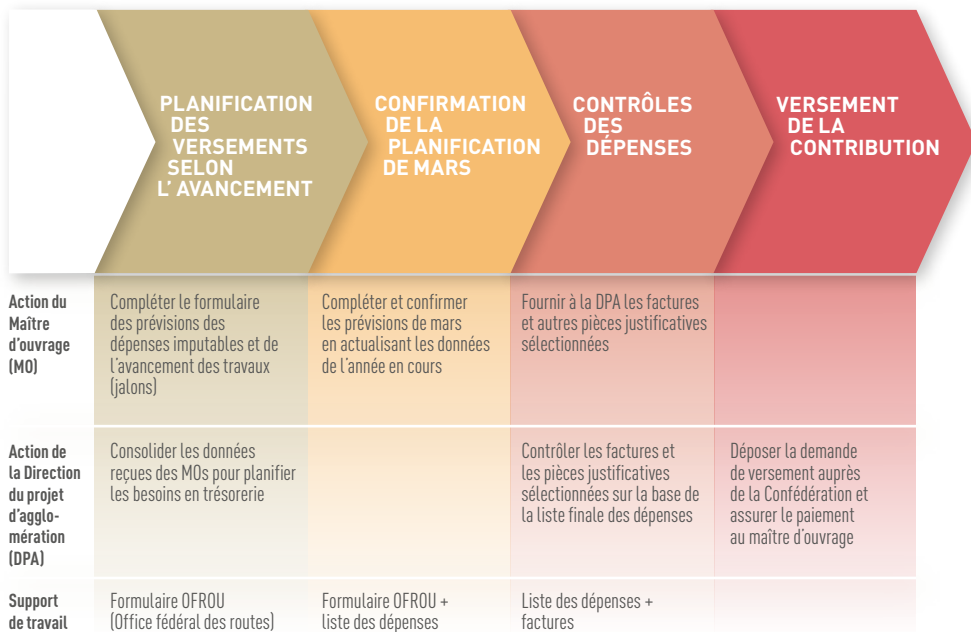 PLANIFICATION
DES
VERSEMENTS
SELON
L’ AVANCEMENT
CONFIRMATION
DE LA
PLANIFICATION
DE MARS
CONTRÔLES
DES
DÉPENSES
VERSEMENT
DE LA
CONTRIBUTION
Action du
Maître
d’ouvrage
(MO)
Compléter le formulaire
des prévisions des
dépenses imputables et de
l’avancement des travaux
(jalons)
Compléter et confirmer
les prévisions de mars
en actualisant les données
de l’année en cours
Fournir à la DPA les factures
et autres pièces justificatives
sélectionnées
Action de
la Direction
du projet
d’agglo-
mération
(DPA)
Consolider les données
reçues des MOs pour planifier
les besoins en trésorerie
Contrôler les factures et
les pièces justificatives
sélectionnées sur la base de
la liste finale des dépenses
Déposer la demande
de versement auprès
de la Confédération et
assurer le paiement
au maître d’ouvrage
Support
de travail
Formulaire OFROU
(Office fédéral des routes)
Formulaire OFROU +
liste des dépenses
Liste des dépenses +
factures